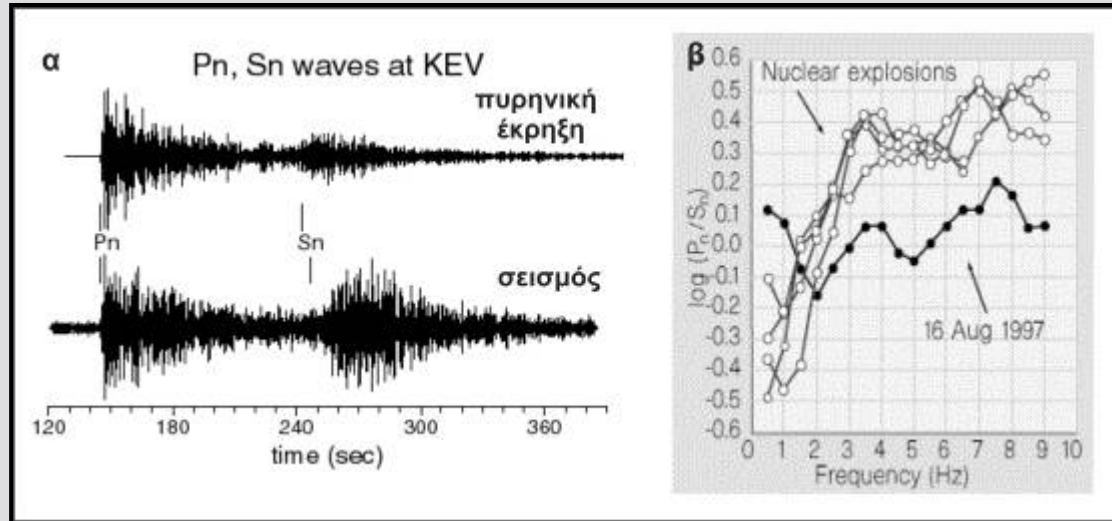 α
Pn, Sn waves at KEV
πυρηνική
έκρηξη
Pn
Sn
σεισμός
120
180
240
300
360
time (sec)
β
Nuclear explosions
16 Aug 1997
log (Pn/Sn)
0.6
0.5
0.4
0.3
0.2
0.1
0.0
-0.1
-0.2
-0.3
-0.4
-0.5
-0.6
0 1 2 3 4 5 6 7 8 9 10
Frequency (Hz)